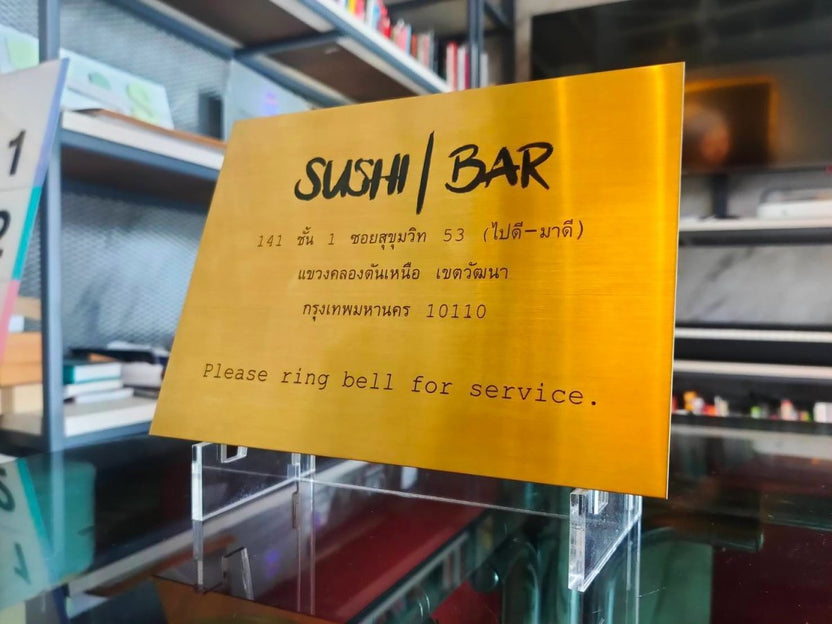 SUSHI | BAR
141 ชั้น 1 ซอยสุขุมวิท 53 (ไปดี-มาดี)
แขวงคลองตันเหนือ เขตวัฒนา
กรุงเทพมหานคร 10110
Please ring bell for service.
1